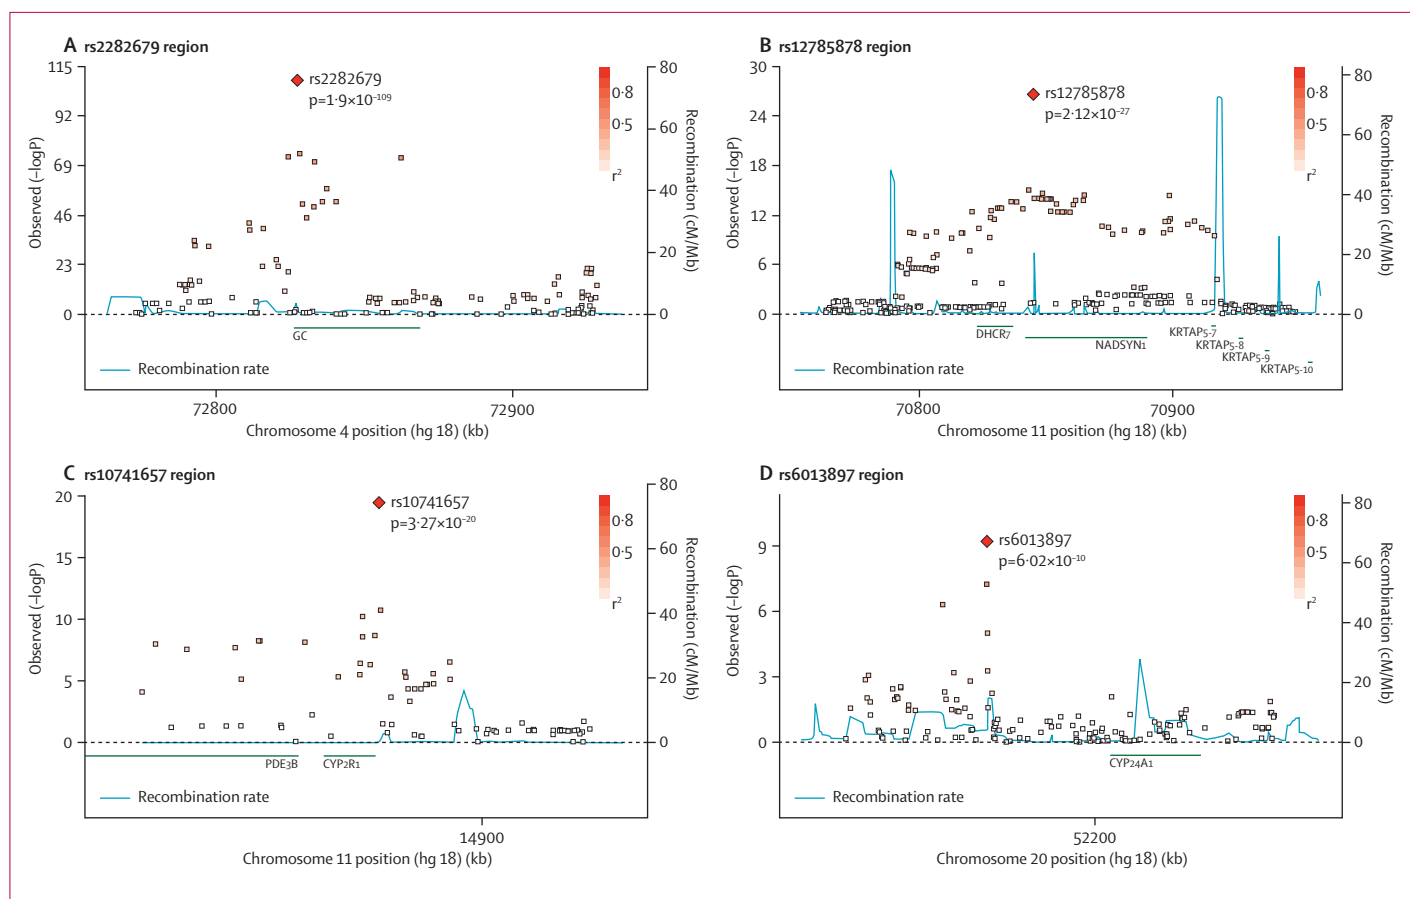 A rs2282679 region
115
92
69
46
23
0
Observed (–logP)
rs2282679
p=1·9×10⁻¹⁰⁹
0·8
0·5
r²
80
60
40
20
0
Recombination (cM/Mb)
GC
Recombination rate
72800
72900
Chromosome 4 position (hg 18) (kb)
B rs12785878 region
30
24
18
12
6
0
Observed (–logP)
rs12785878
p=2·12×10⁻²⁷
0·8
0·5
r²
80
60
40
20
0
Recombination (cM/Mb)
DHCR7
NADSYN1
KRTAP5-7
KRTAP5-8
KRTAP5-9
KRTAP5-10
Recombination rate
70800
70900
Chromosome 11 position (hg 18) (kb)
C rs10741657 region
20
15
10
5
0
Observed (–logP)
rs10741657
p=3·27×10⁻²⁰
0·8
0·5
r²
80
60
40
20
0
Recombination (cM/Mb)
PDE3B
CYP2R1
Recombination rate
14900
Chromosome 11 position (hg 18) (kb)
D rs6013897 region
9
6
3
0
Observed (–logP)
rs6013897
p=6·02×10⁻¹⁰
0·8
0·5
r²
80
60
40
20
0
Recombination (cM/Mb)
CYP24A1
Recombination rate
52200
Chromosome 20 position (hg 18) (kb)